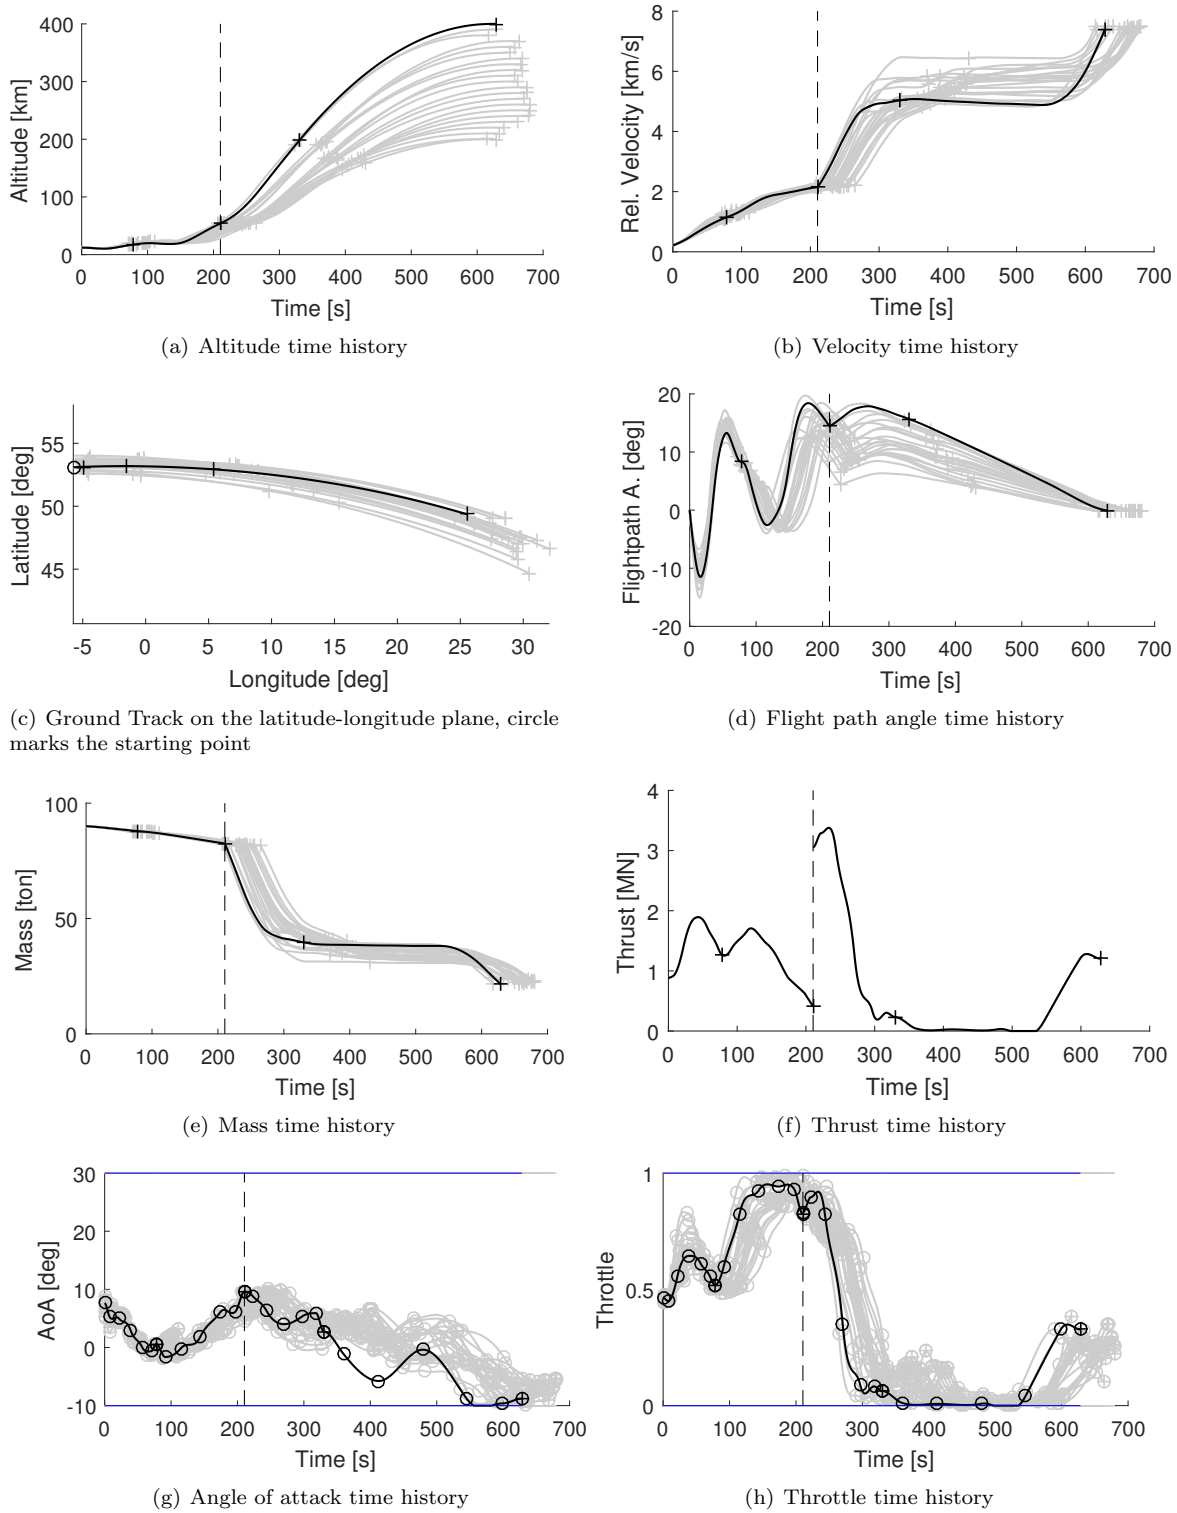 400
300
200
100
0
Altitude [km]
0 100 200 300 400 500 600 700
Time [s]
(a) Altitude time history
8
6
4
2
0
Rel. Velocity [km/s]
0 100 200 300 400 500 600 700
Time [s]
(b) Velocity time history
55
50
45
Latitude [deg]
-5 0 5 10 15 20 25 30
Longitude [deg]
(c) Ground Track on the latitude-longitude plane, circle
marks the starting point
20
10
0
-10
-20
Flightpath A. [deg]
0 100 200 300 400 500 600 700
Time [s]
(d) Flight path angle time history
100
50
0
Mass [ton]
0 100 200 300 400 500 600 700
Time [s]
(e) Mass time history
4
3
2
1
0
Thrust [MN]
0 100 200 300 400 500 600 700
Time [s]
(f) Thrust time history
30
20
10
0
-10
AoA [deg]
0 100 200 300 400 500 600 700
Time [s]
(g) Angle of attack time history
1
0.5
0
Throttle
0 100 200 300 400 500 600 700
Time [s]
(h) Throttle time history